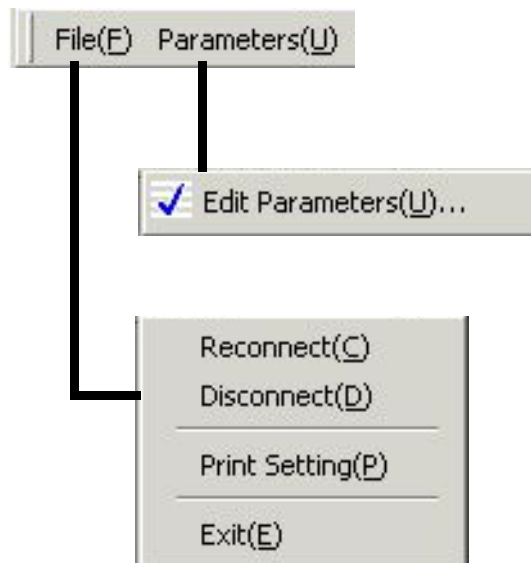 File(F) Parameters(U)
Edit Parameters(U)...
Reconnect(C)
Disconnect(D)
Print Setting(P)
Exit(E)